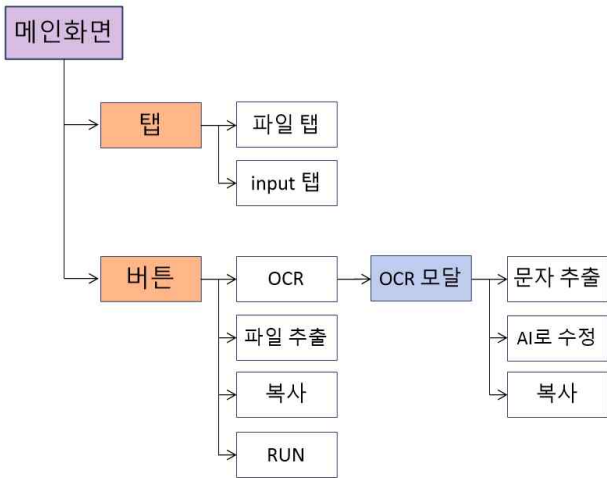 메인화면
탭
파일 탭
input 탭
버튼
OCR
OCR 모달
문자 추출
파일 추출
AI로 수정
복사
복사
RUN